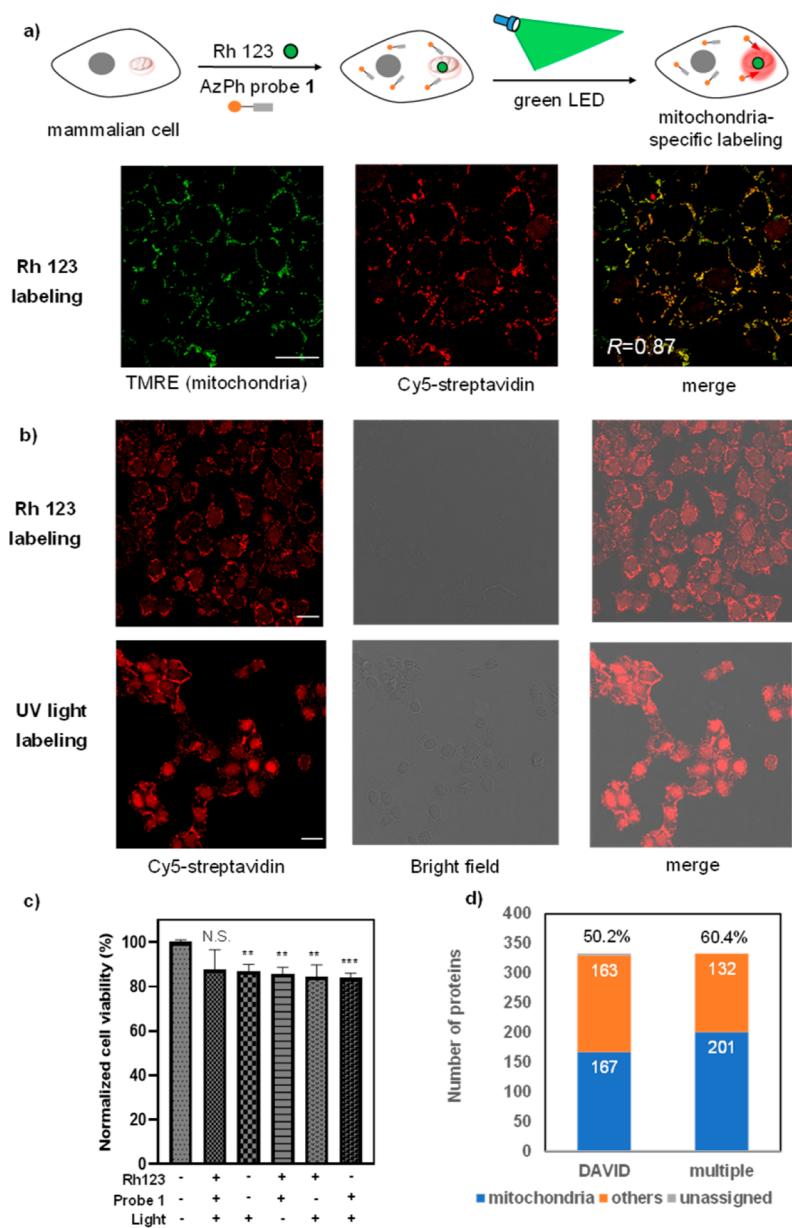 a)
Rh 123
AzPh probe 1
green LED
mammalian cell
mitochondria-
specific labeling
Rh 123
labeling
R=0.87
TMRE (mitochondria)
Cy5-streptavidin
merge
b)
Rh 123
labeling
UV light
labeling
Cy5-streptavidin
Bright field
merge
c)
Normalized cell viability (%)
100
80
60
40
20
0
N.S.
**
**
**
***
Rh123 - + - + + -
Probe 1 - + - + - +
Light - + + - + +
d)
Number of proteins
400
350
300
250
200
150
100
50
0
50.2%
60.4%
163
132
167
201
DAVID
multiple
mitochondria
others
unassigned